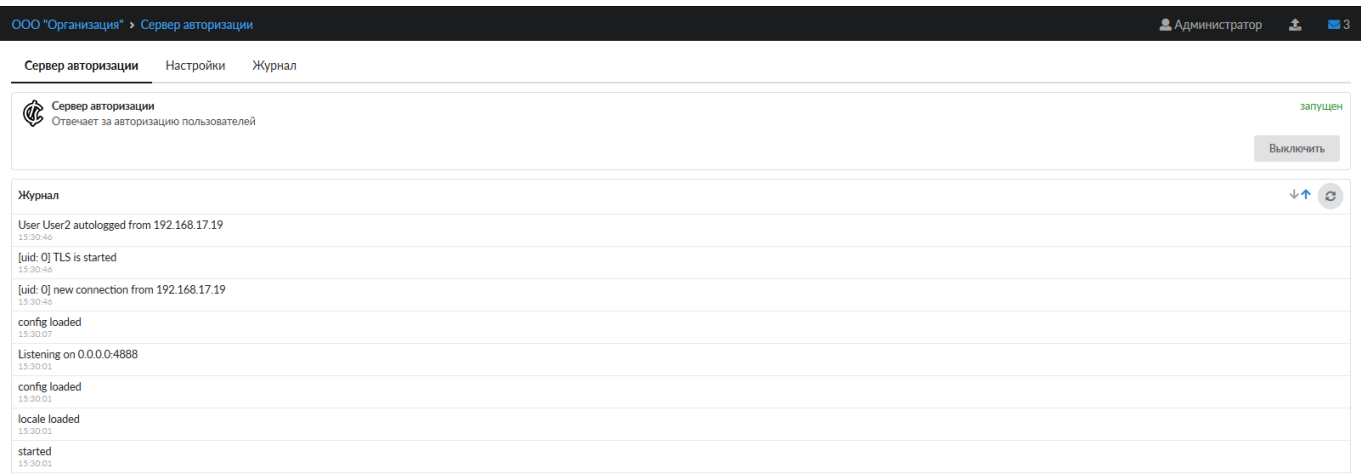 ООО "Организация" > Сервер авторизации Администратор 3
Сервер авторизации Настройки Журнал
Сервер авторизации запущен
Отвечает за авторизацию пользователей
Выключить
Журнал
User User2 autologged from 192.168.17.19
15:30:46
[uid: 0] TLS is started
15:30:46
[uid: 0] new connection from 192.168.17.19
15:30:46
config loaded
15:30:07
Listening on 0.0.0.0:4888
15:30:01
config loaded
15:30:01
locale loaded
15:30:01
started
15:30:01